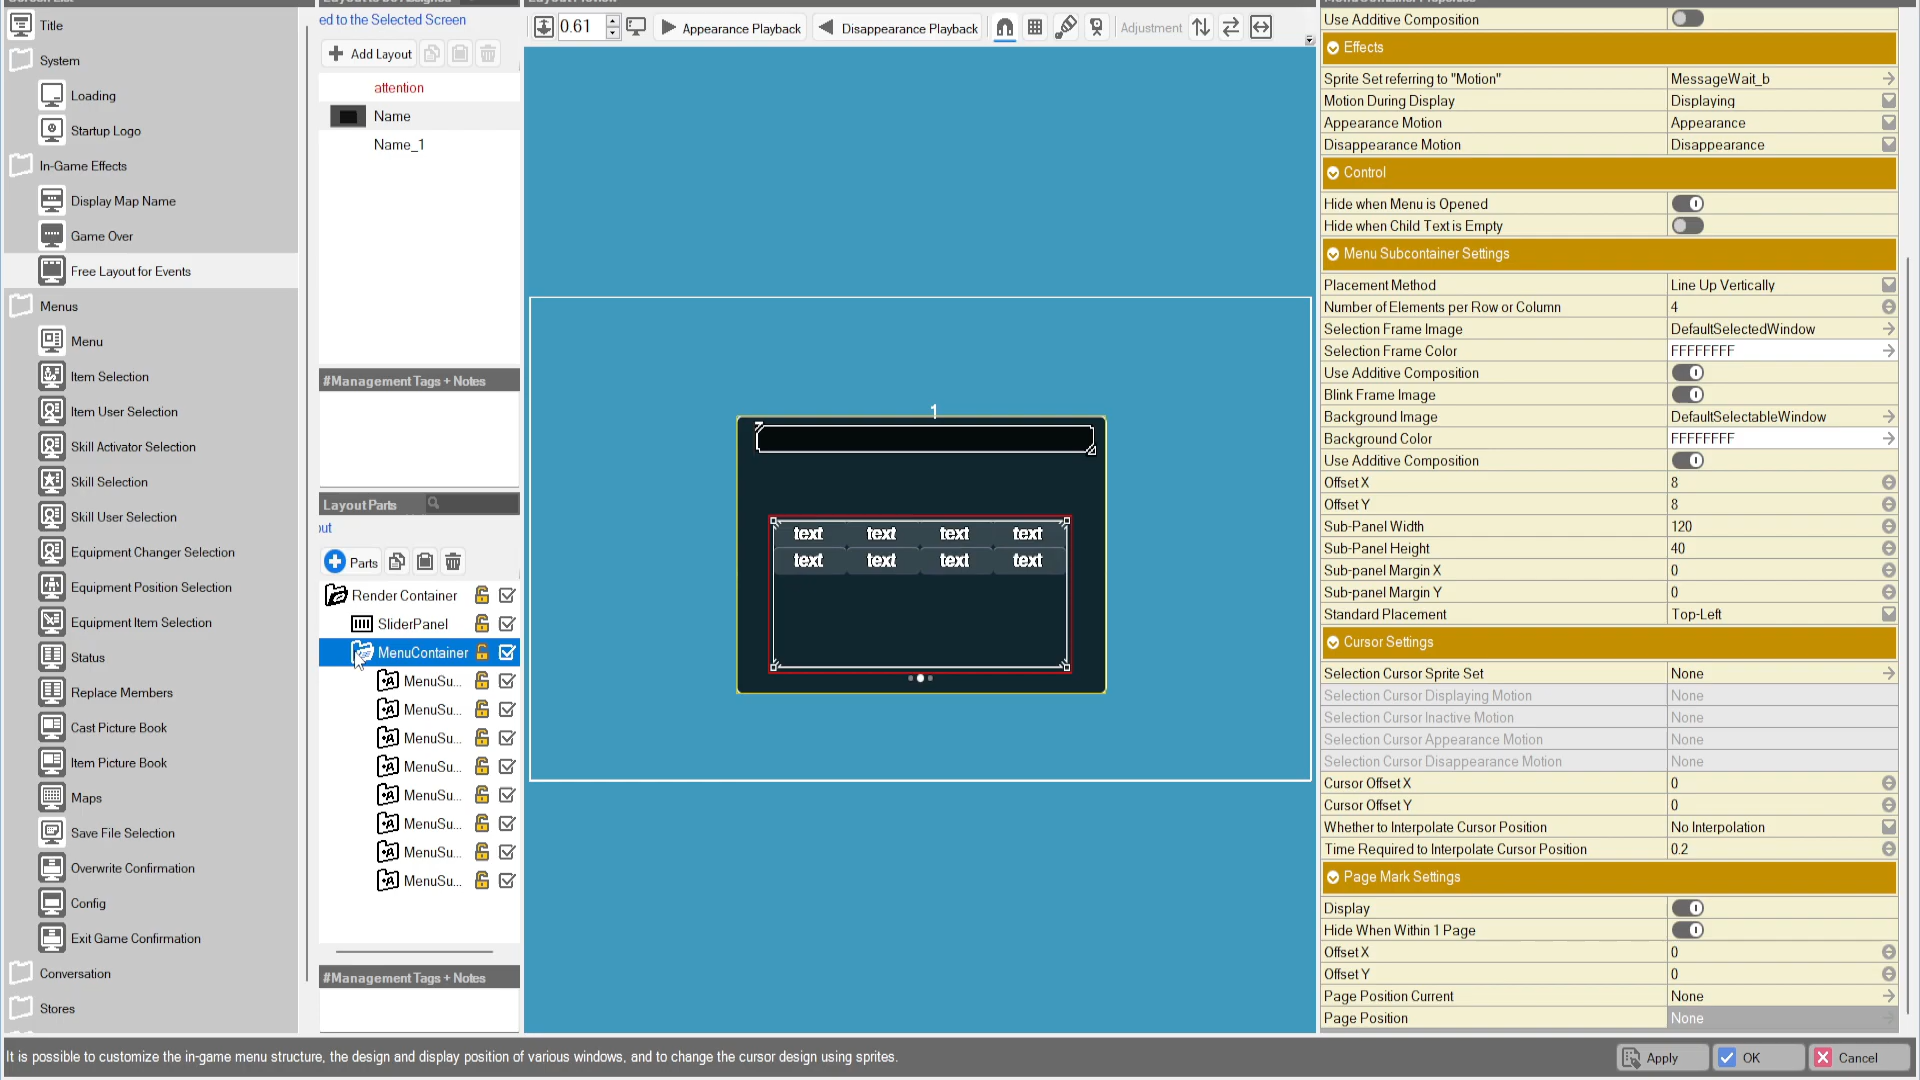 Title
System
Loading
Startup Logo
In-Game Effects
Display Map Name
Game Over
Free Layout for Events
Menus
Menu
Item Selection
Item User Selection
Skill Activator Selection
Skill Selection
Skill User Selection
Equipment Changer Selection
Equipment Position Selection
Equipment Item Selection
Status
Replace Members
Cast Picture Book
Item Picture Book
Maps
Save File Selection
Overwrite Confirmation
Config
Exit Game Confirmation
Conversation
Stores
ed to the Selected Screen
Add Layout
attention
Name
Name_1
#Management Tags + Notes
Layout Parts
out
Parts
Render Container
SliderPanel
MenuContainer
MenuSu...
MenuSu...
MenuSu...
MenuSu...
MenuSu...
MenuSu...
MenuSu...
MenuSu...
#Management Tags + Notes
0.61 Appearance Playback Disappearance Playback Adjustment
1
text text text text
text text text text
Use Additive Composition
Effects
Sprite Set referring to "Motion" MessageWait_b
Motion During Display Displaying
Appearance Motion Appearance
Disappearance Motion Disappearance
Control
Hide when Menu is Opened
Hide when Child Text is Empty
Menu Subcontainer Settings
Placement Method Line Up Vertically
Number of Elements per Row or Column 4
Selection Frame Image DefaultSelectedWindow
Selection Frame Color FFFFFFFF
Use Additive Composition
Blink Frame Image
Background Image DefaultSelectableWindow
Background Color FFFFFFFF
Use Additive Composition
Offset X 8
Offset Y 8
Sub-Panel Width 120
Sub-Panel Height 40
Sub-panel Margin X 0
Sub-panel Margin Y 0
Standard Placement Top-Left
Cursor Settings
Selection Cursor Sprite Set None
Selection Cursor Displaying Motion None
Selection Cursor Inactive Motion None
Selection Cursor Appearance Motion None
Selection Cursor Disappearance Motion None
Cursor Offset X 0
Cursor Offset Y 0
Whether to Interpolate Cursor Position No Interpolation
Time Required to Interpolate Cursor Position 0.2
Page Mark Settings
Display
Hide When Within 1 Page
Offset X 0
Offset Y 0
Page Position Current None
Page Position None
It is possible to customize the in-game menu structure, the design and display position of various windows, and to change the cursor design using sprites.
Apply OK Cancel